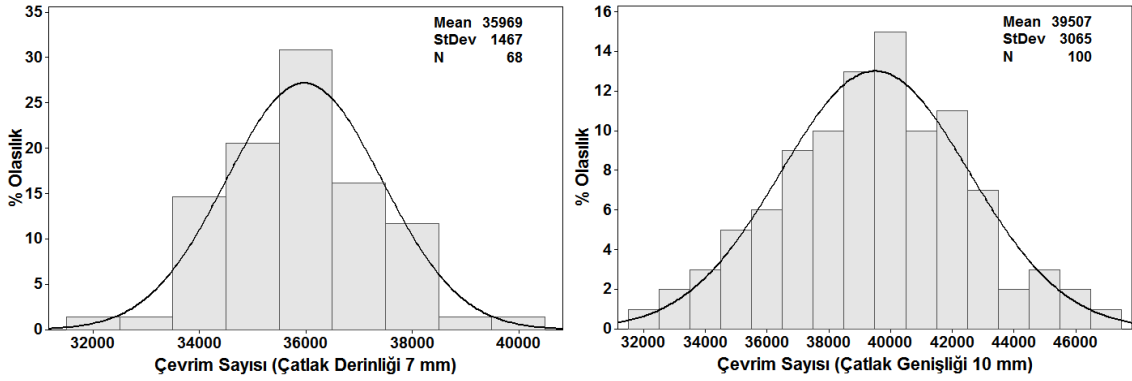 35
30
25
20
15
10
5
0
% Olasılık
Mean 35969
StDev 1467
N 68
32000 34000 36000 38000 40000
Çevrim Sayısı (Çatlak Derinliği 7 mm)
16
14
12
10
8
6
4
2
0
% Olasılık
Mean 39507
StDev 3065
N 100
32000 34000 36000 38000 40000 42000 44000 46000
Çevrim Sayısı (Çatlak Genişliği 10 mm)